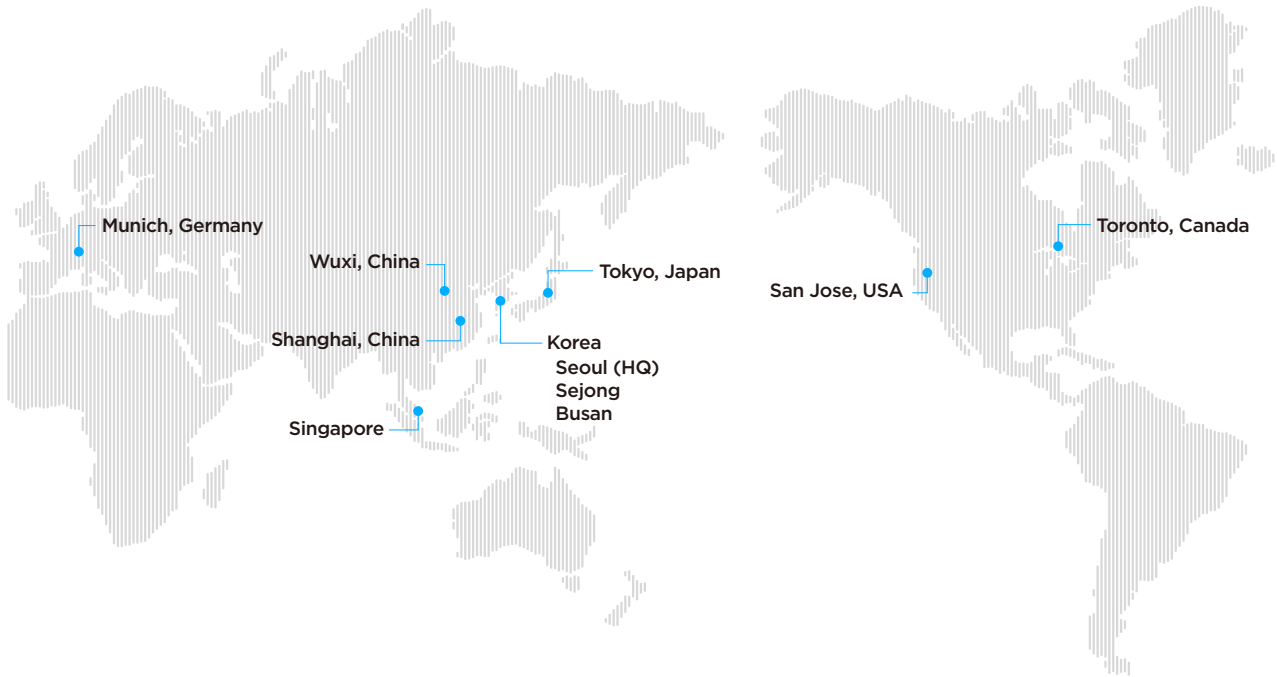 Munich, Germany
Wuxi, China
Shanghai, China
Singapore
Tokyo, Japan
Korea
Seoul (HQ)
Sejong
Busan
San Jose, USA
Toronto, Canada